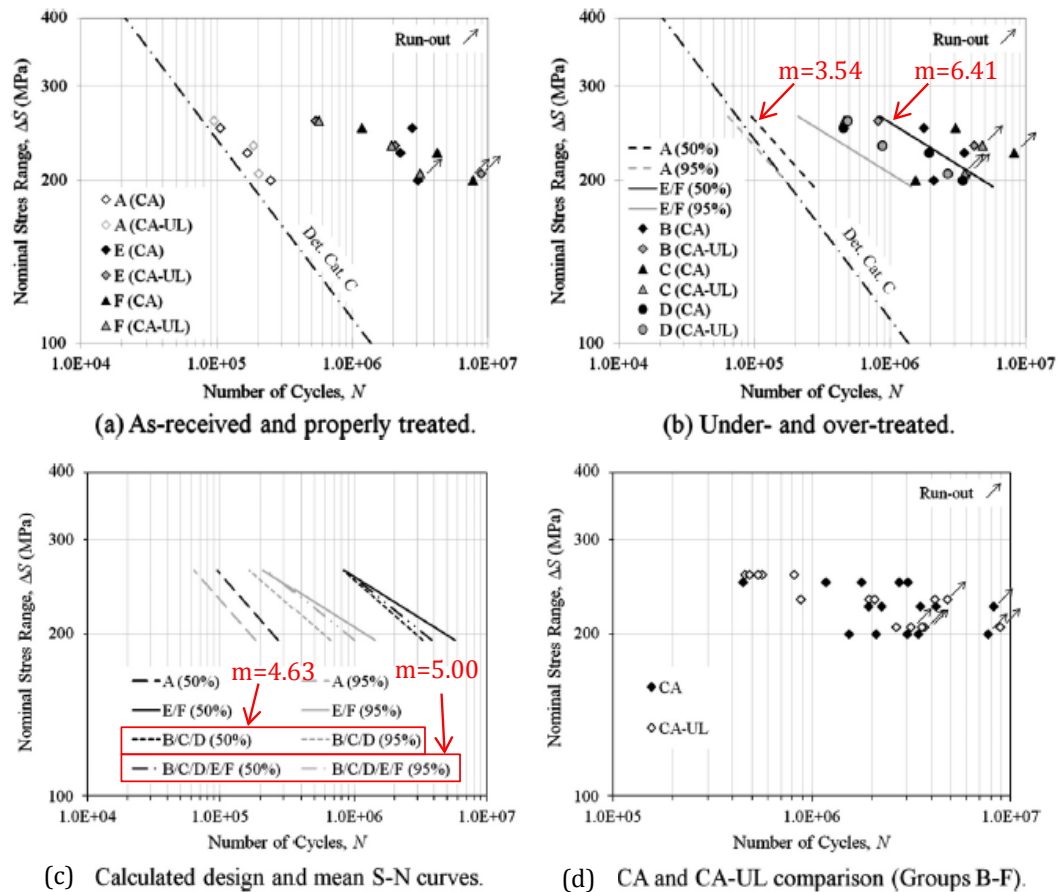 400
300
200
100
Nominal Stres Range, ΔS (MPa)
Run-out
A (CA)
A (CA-UL)
E (CA)
E (CA-UL)
F (CA)
F (CA-UL)
Det. Cat. C
1.0E+04 1.0E+05 1.0E+06 1.0E+07
Number of Cycles, N
(a) As-received and properly treated.
400
300
200
100
Nominal Stres Range, ΔS (MPa)
Run-out
m=3.54
m=6.41
A (50%)
A (95%)
E/F (50%)
E/F (95%)
B (CA)
B (CA-UL)
C (CA)
C (CA-UL)
D (CA)
D (CA-UL)
Det. Cat. C
1.0E+04 1.0E+05 1.0E+06 1.0E+07
Number of Cycles, N
(b) Under- and over-treated.
400
300
200
100
Nominal Stres Range, ΔS (MPa)
m=4.63
m=5.00
A (50%) A (95%)
E/F (50%) E/F (95%)
B/C/D (50%) B/C/D (95%)
B/C/D/E/F (50%) B/C/D/E/F (95%)
1.0E+04 1.0E+05 1.0E+06 1.0E+07
Number of Cycles, N
(c) Calculated design and mean S-N curves.
400
300
200
100
Nominal Stres Range, ΔS (MPa)
Run-out
CA
CA-UL
1.0E+05 1.0E+06 1.0E+07
Number of Cycles, N
(d) CA and CA-UL comparison (Groups B-F).